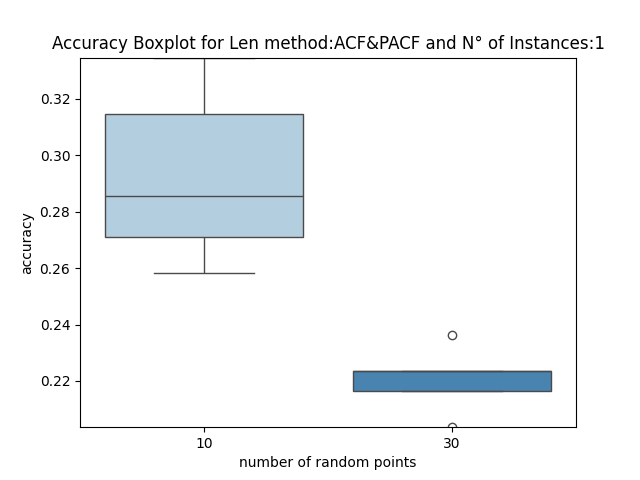 Accuracy Boxplot for Len method:ACF&PACF and N° of Instances:1
0.32
0.30
0.28
0.26
0.24
0.22
accuracy
10
30
number of random points